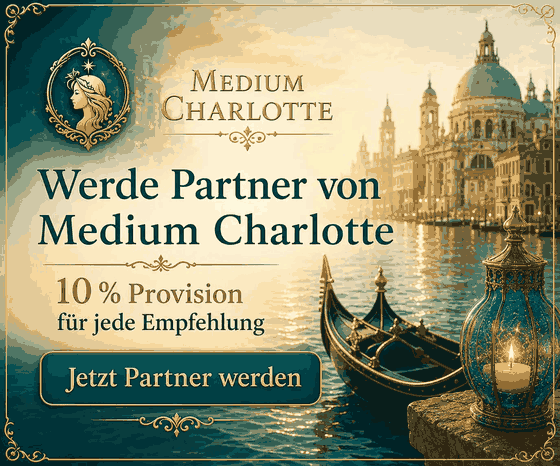 MEDIUM
CHARLOTTE
Werde Partner von
Medium Charlotte
10 % Provision
für jede Empfehlung
Jetzt Partner werden